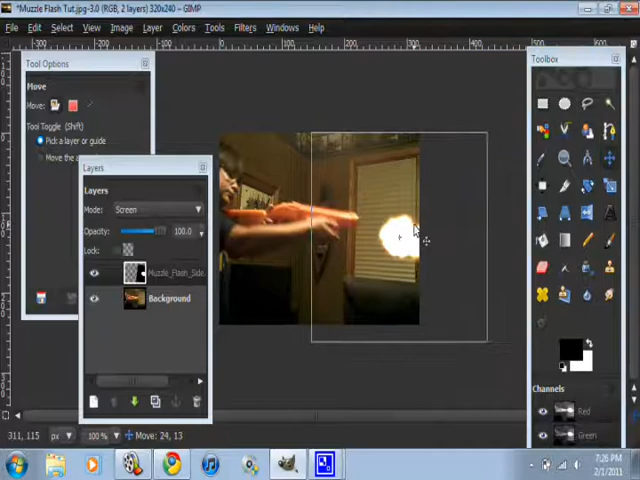 *Muzzle Flash Tut.jpg-3.0 (RGB, 2 layers) 320x240 – GIMP
File Edit Select View Image Layer Colors Tools Filters Windows Help
Tool Options
Move
Move:
Tool Toggle (Shift)
Pick a layer or guide
Move the a
Layers
Layers
Mode: Screen
Opacity: 100.0
Lock:
Muzzle_Flash_Side.
Background
Toolbox
Channels
Red
Green
311, 115 px 100 % Move: 24, 13
7:26 PM
2/1/2011